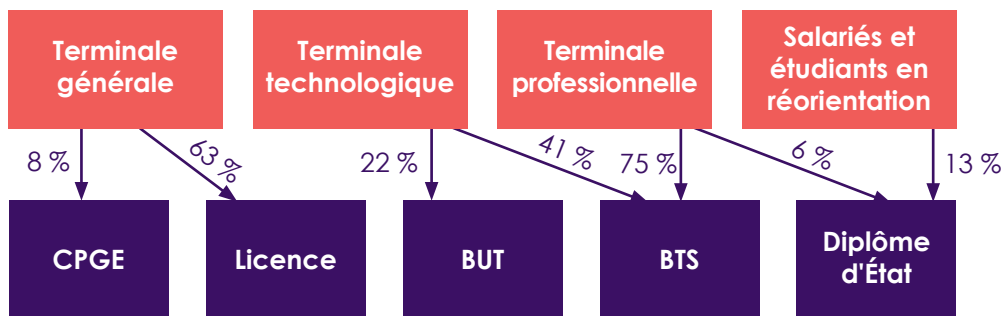 Terminale
générale
Terminale
technologique
Terminale
professionnelle
Salariés et
étudiants en
réorientation
8 %
63 %
22 %
41 %
75 %
6 %
13 %
CPGE
Licence
BUT
BTS
Diplôme
d'État